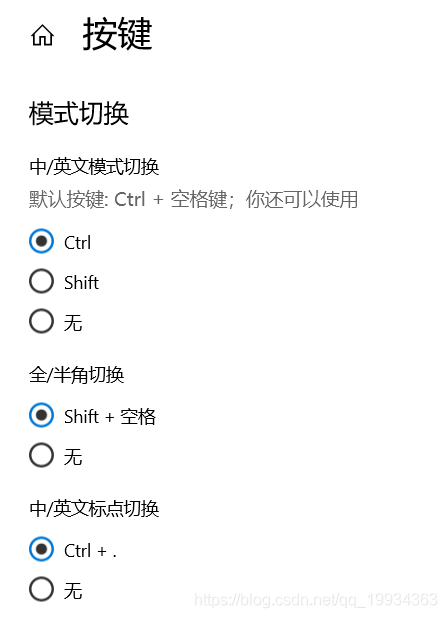 按键
模式切换
中/英文模式切换
默认按键: Ctrl + 空格键；你还可以使用
Ctrl
Shift
无
全/半角切换
Shift + 空格
无
中/英文标点切换
Ctrl + .
无
https://blog.csdn.net/qq_19934363